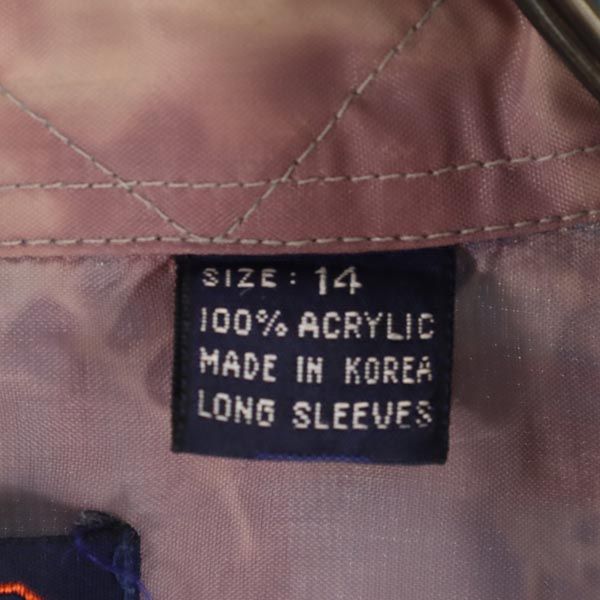 SIZE: 14
100% ACRYLIC
MADE IN KOREA
LONG SLEEVES